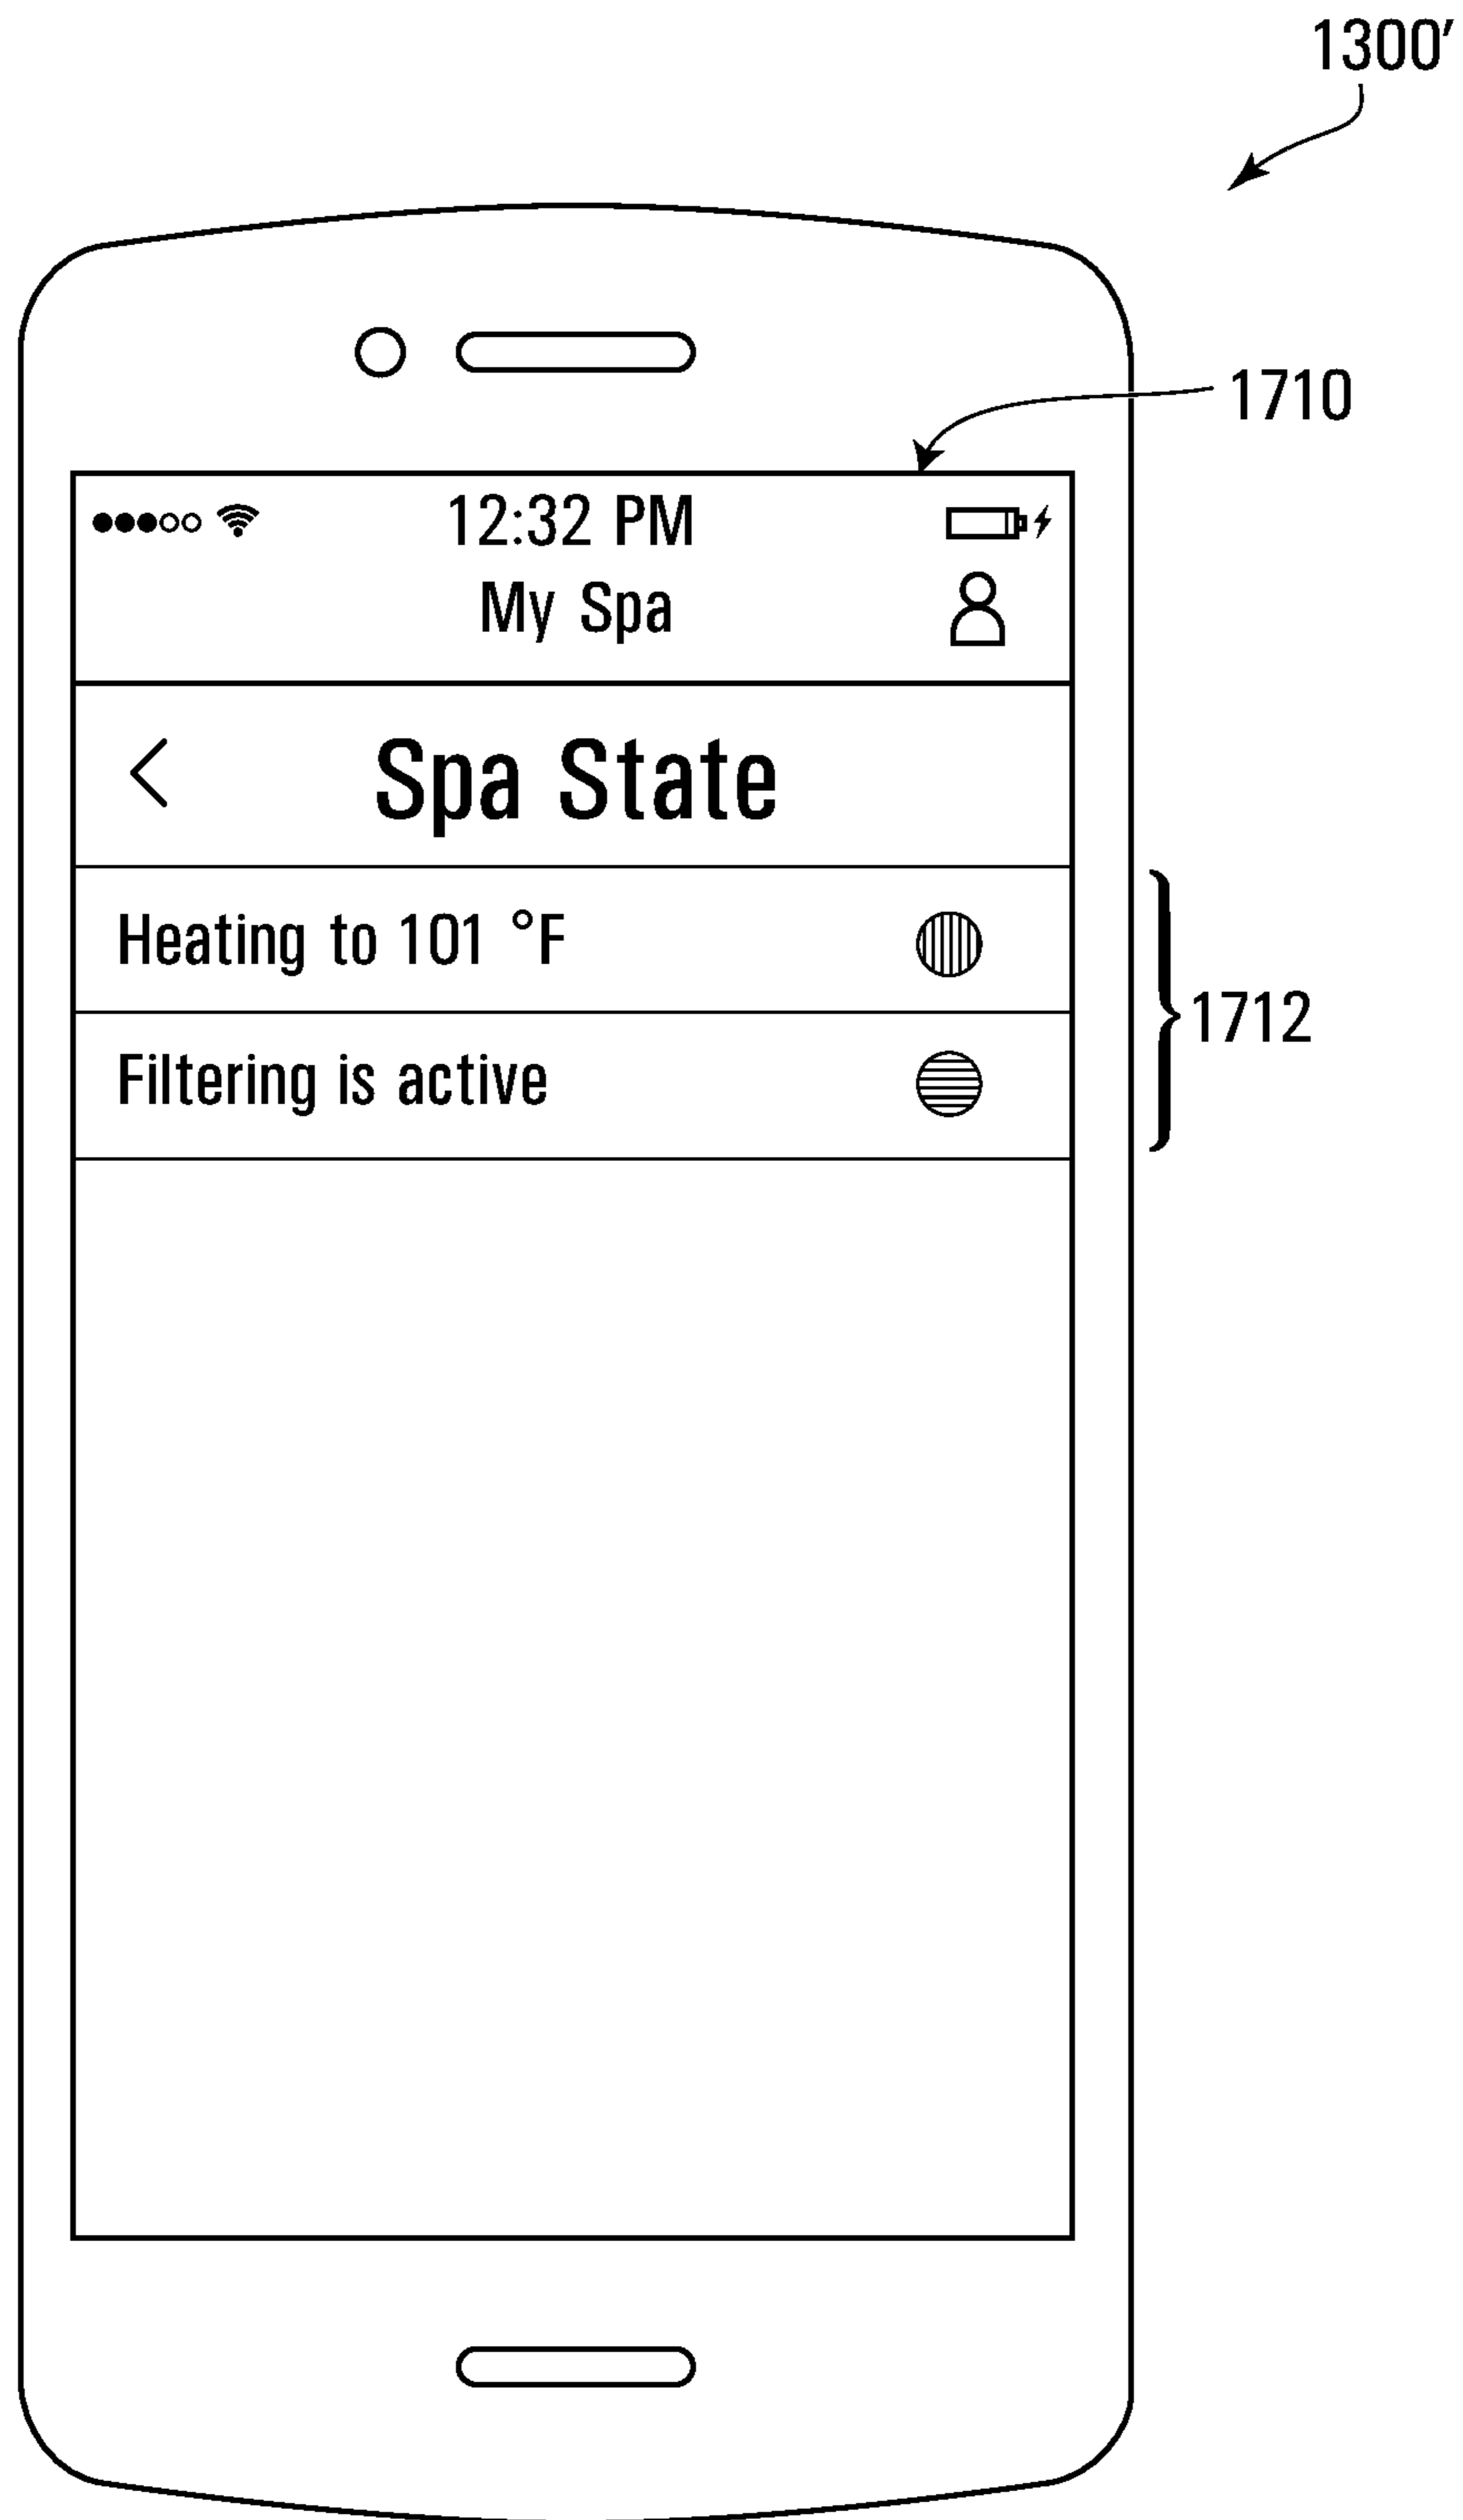 1300′
1710
12:32 PM
My Spa
Spa State
Heating to 101 °F
Filtering is active
1712